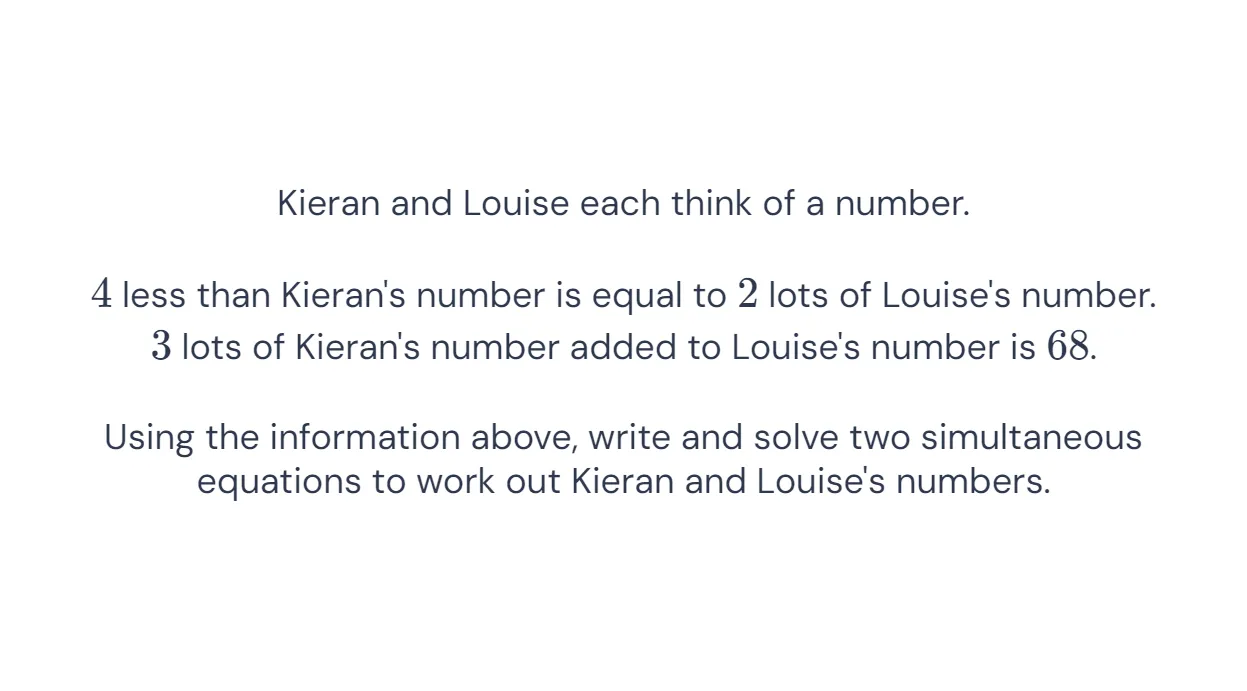 Kieran and Louise each think of a number.
4 less than Kieran's number is equal to 2 lots of Louise's number.
3 lots of Kieran's number added to Louise's number is 68.
Using the information above, write and solve two simultaneous
equations to work out Kieran and Louise's numbers.